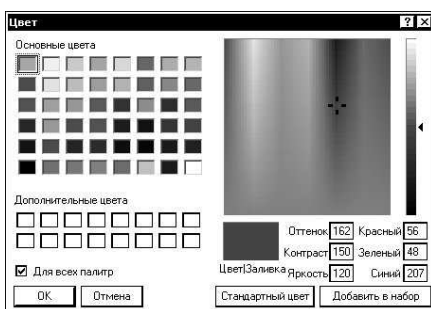 Цвет
Основные цвета
Дополнительные цвета
Для всех палитр
OK Отмена
Оттенок 162 Красный 56
Контраст 150 Зеленый 48
Цвет|Заливка Яркость 120 Синий 207
Стандартный цвет Добавить в набор